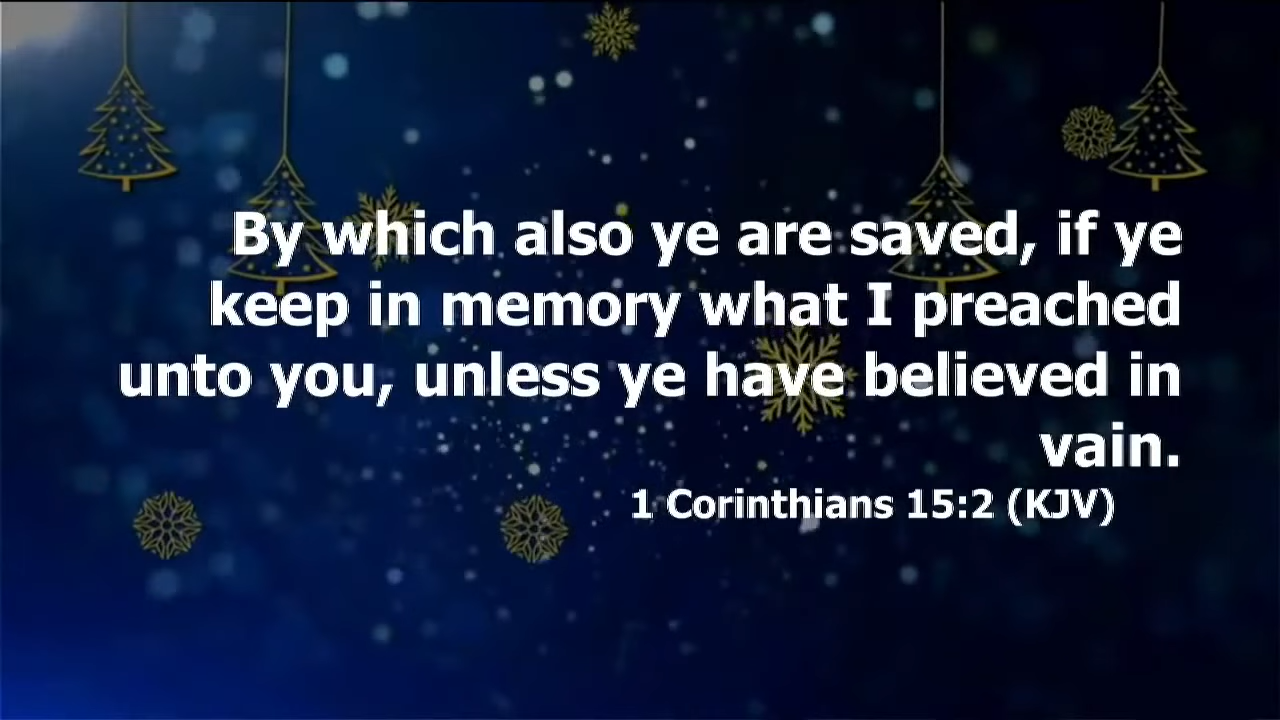 By which also ye are saved, if ye
keep in memory what I preached
unto you, unless ye have believed in
vain.
1 Corinthians 15:2 (KJV)